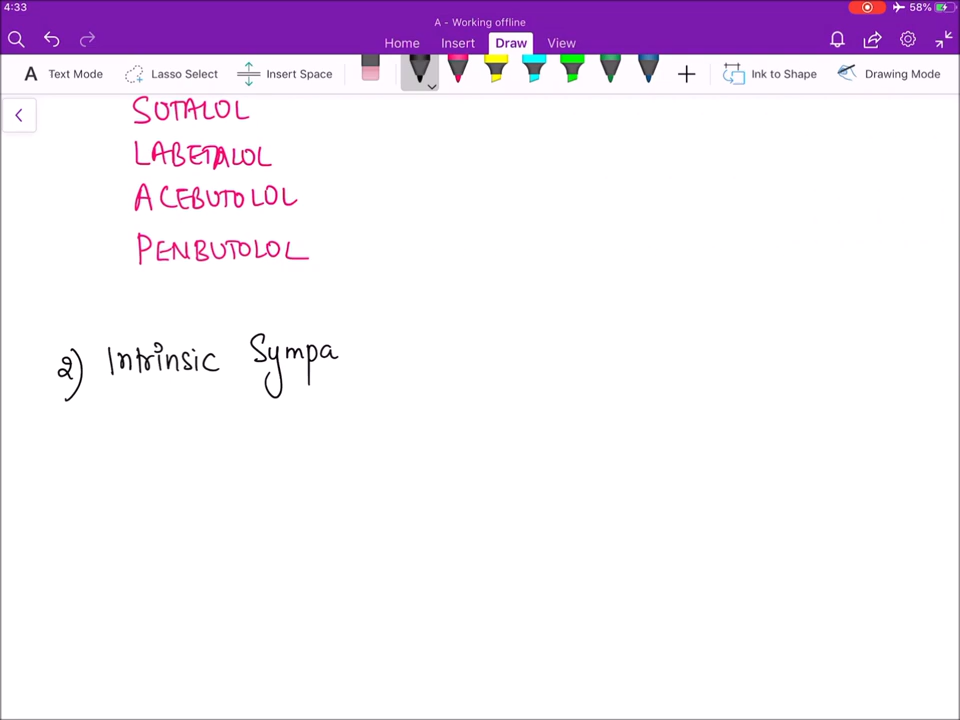 4:33
58%
A - Working offline
Home Insert Draw View
A Text Mode Lasso Select Insert Space Ink to Shape Drawing Mode
SOTALOL
LABETALOL
ACEBUTOLOL
PENBUTOLOL
2) Intrinsic Sympa